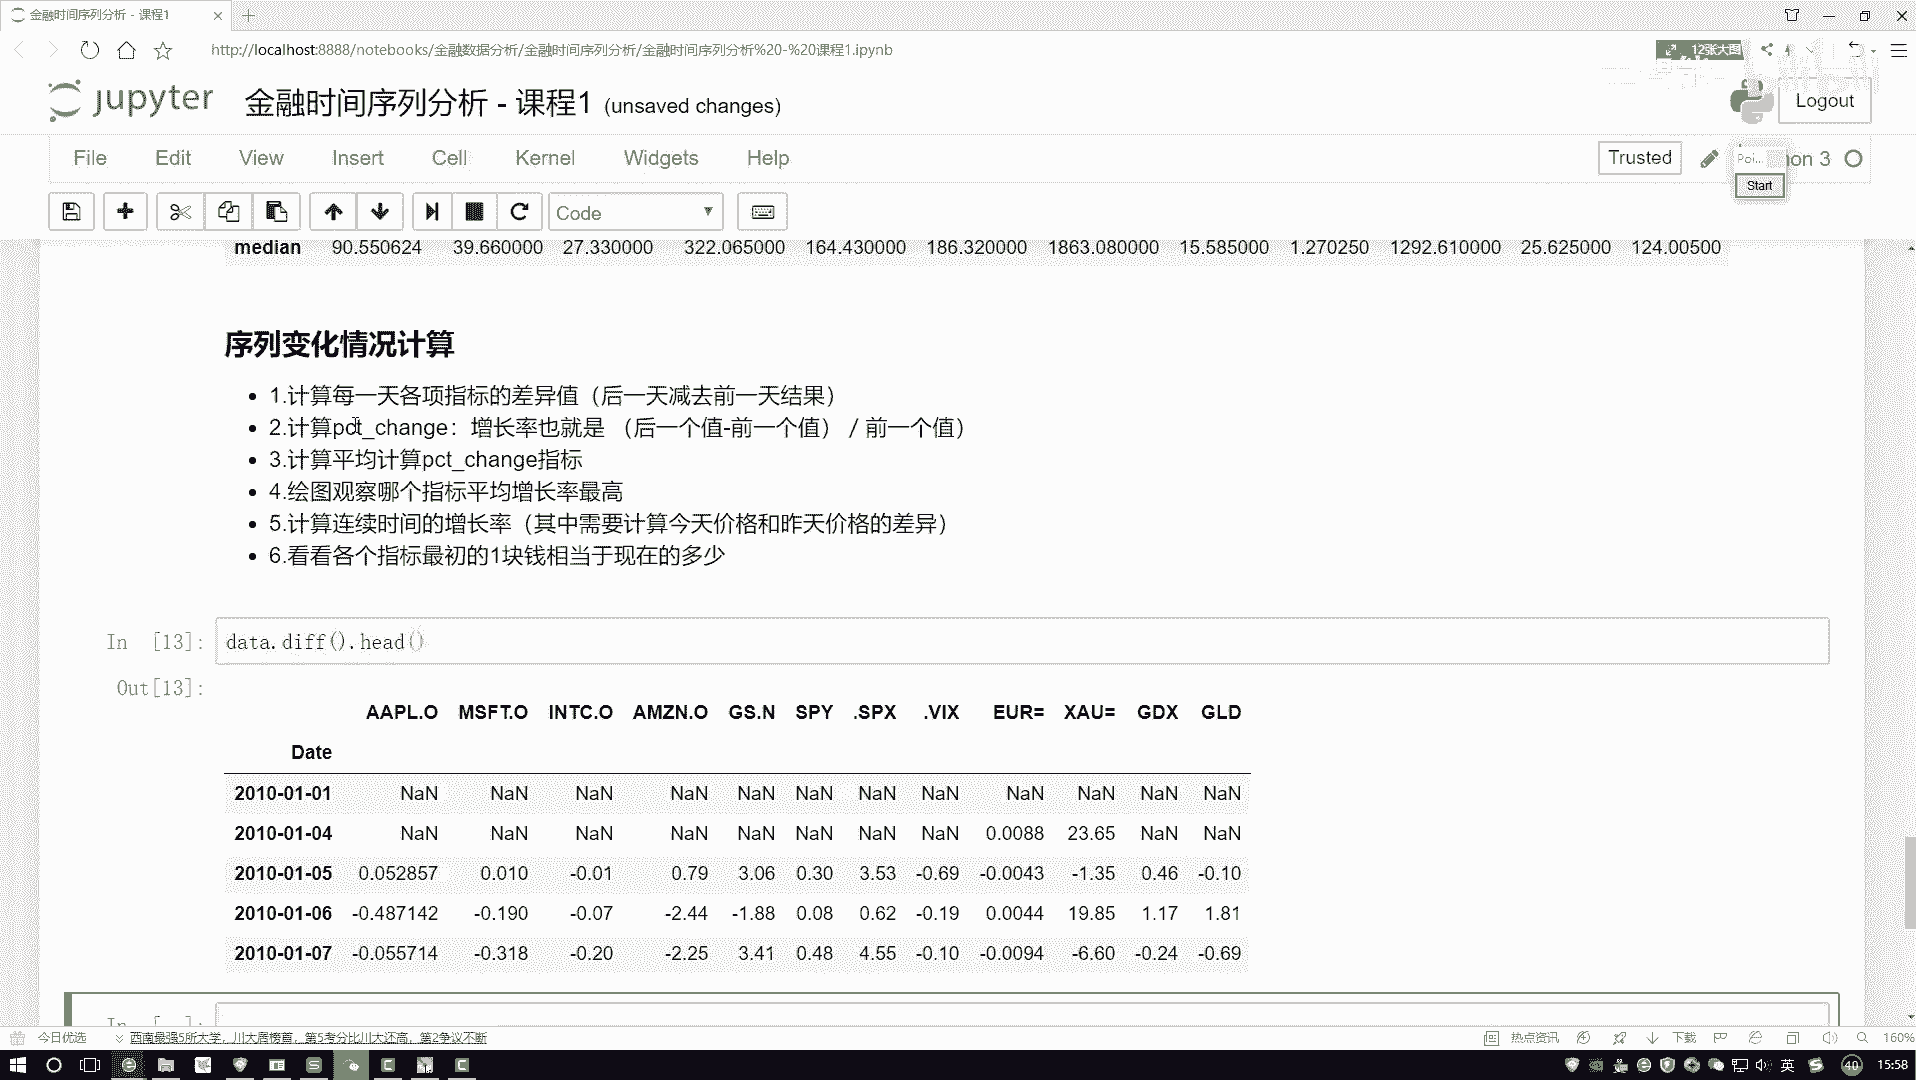 金融时间序列分析 - 课程1
http://localhost:8888/notebooks/金融数据分析/金融时间序列分析/金融时间序列分析%20-%20课程1.ipynb
12张大图
jupyter 金融时间序列分析 - 课程1 (unsaved changes)
Logout
File Edit View Insert Cell Kernel Widgets Help
Trusted
Poi...
on 3
Start
Code
median 90.550624 39.660000 27.330000 322.065000 164.430000 186.320000 1863.080000 15.585000 1.270250 1292.610000 25.625000 124.00500
序列变化情况计算
1.计算每一天各项指标的差异值（后一天减去前一天结果）
2.计算pct_change：增长率也就是 （后一个值-前一个值）/ 前一个值）
3.计算平均计算pct_change指标
4.绘图观察哪个指标平均增长率最高
5.计算连续时间的增长率（其中需要计算今天价格和昨天价格的差异）
6.看看各个指标最初的1块钱相当于现在的多少
In [13]: data.diff().head()
Out[13]:
AAPL.O MSFT.O INTC.O AMZN.O GS.N SPY .SPX .VIX EUR= XAU= GDX GLD
Date
2010-01-01 NaN NaN NaN NaN NaN NaN NaN NaN NaN NaN NaN NaN
2010-01-04 NaN NaN NaN NaN NaN NaN NaN NaN 0.0088 23.65 NaN NaN
2010-01-05 0.052857 0.010 -0.01 0.79 3.06 0.30 3.53 -0.69 -0.0043 -1.35 0.46 -0.10
2010-01-06 -0.487142 -0.190 -0.07 -2.44 -1.88 0.08 0.62 -0.19 0.0044 19.85 1.17 1.81
2010-01-07 -0.055714 -0.318 -0.20 -2.25 3.41 0.48 4.55 -0.10 -0.0094 -6.60 -0.24 -0.69
今日优选
西南最强5所大学，川大居榜首，第5考分比川大还高，第2争议不断
热点资讯
下载
160%
英
40
15:58